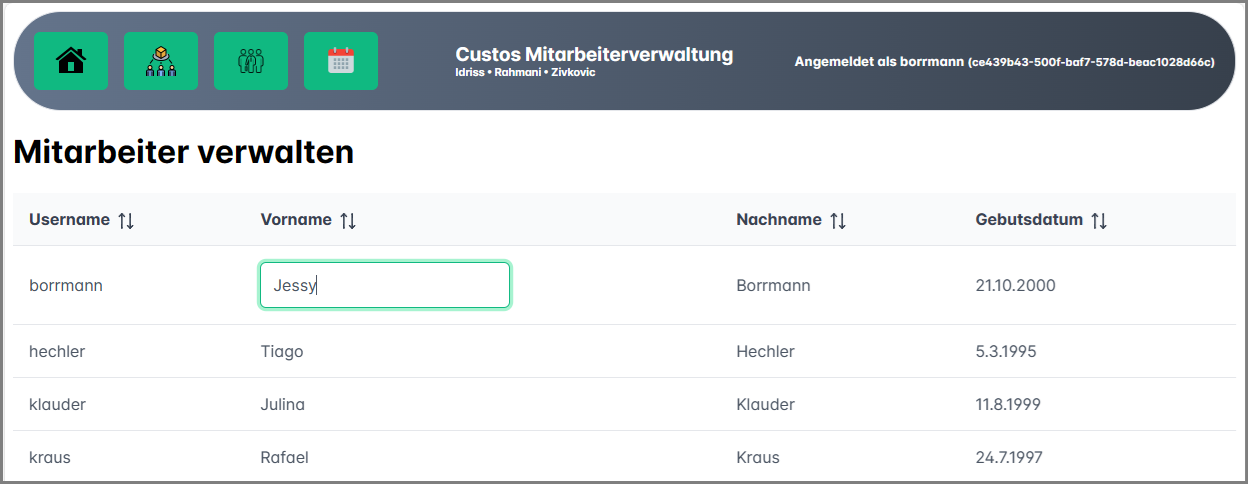 Custos Mitarbeiterverwaltung
Idriss • Rahmani • Zivkovic
Angemeldet als borrmann (ce439b43-500f-baf7-578d-beac1028d66c)
Mitarbeiter verwalten
Username Vorname Nachname Gebutsdatum
borrmann Jessy Borrmann 21.10.2000
hechler Tiago Hechler 5.3.1995
klauder Julina Klauder 11.8.1999
kraus Rafael Kraus 24.7.1997